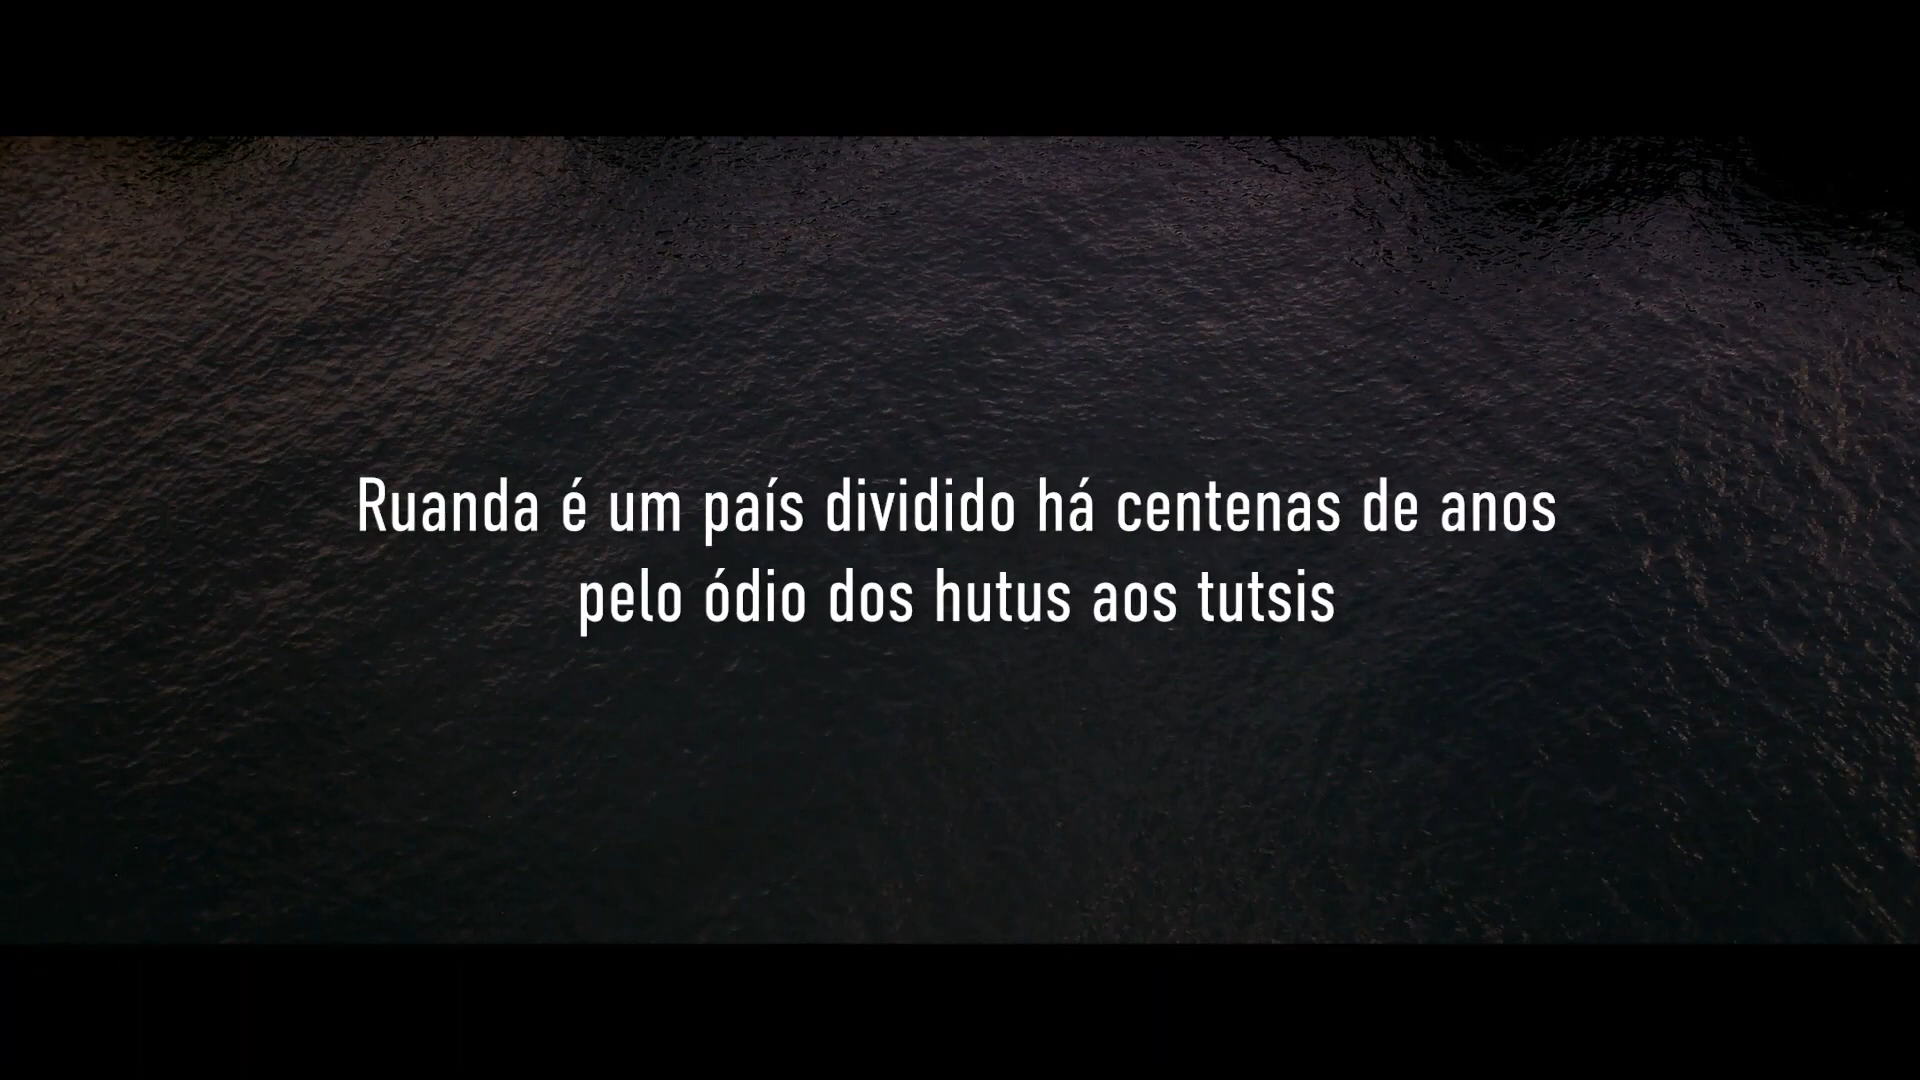 Ruanda é um país dividido há centenas de anos
pelo ódio dos hutus aos tutsis